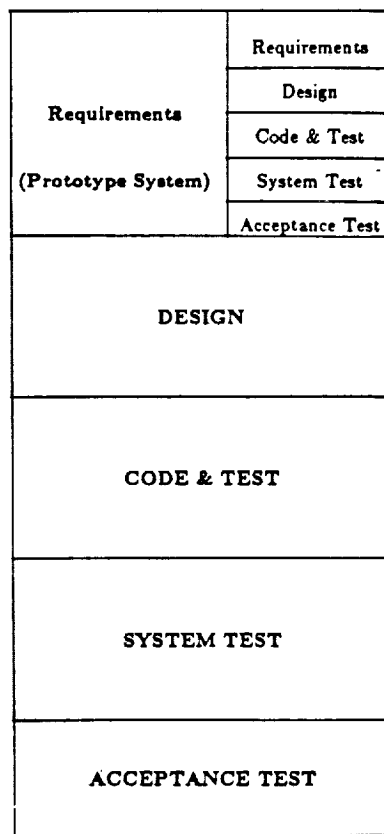 Requirements
(Prototype System)
Requirements
Design
Code & Test
System Test
Acceptance Test
DESIGN
CODE & TEST
SYSTEM TEST
ACCEPTANCE TEST